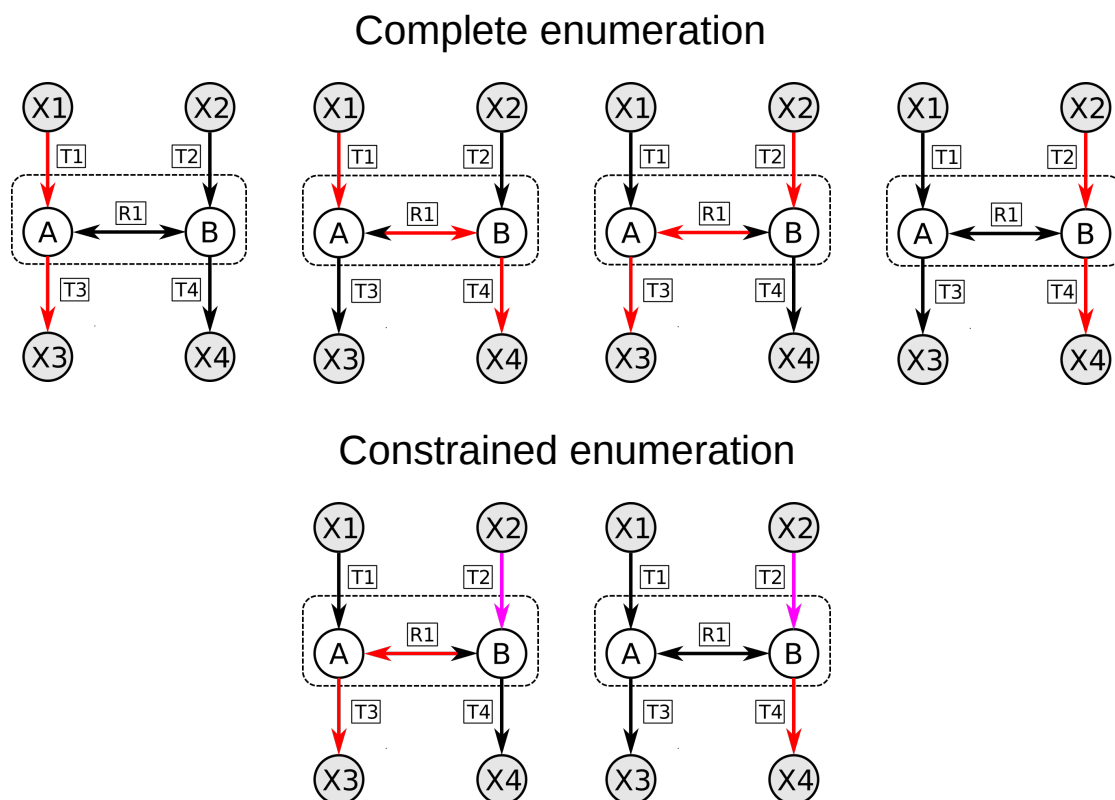 Complete enumeration
X1 X2 X1 X2 X1 X2 X1 X2
T1 T2 T1 T2 T1 T2 T1 T2
A R1 B A R1 B A R1 B A R1 B
T3 T4 T3 T4 T3 T4 T3 T4
X3 X4 X3 X4 X3 X4 X3 X4
Constrained enumeration
X1 X2 X1 X2
T1 T2 T1 T2
A R1 B A R1 B
T3 T4 T3 T4
X3 X4 X3 X4